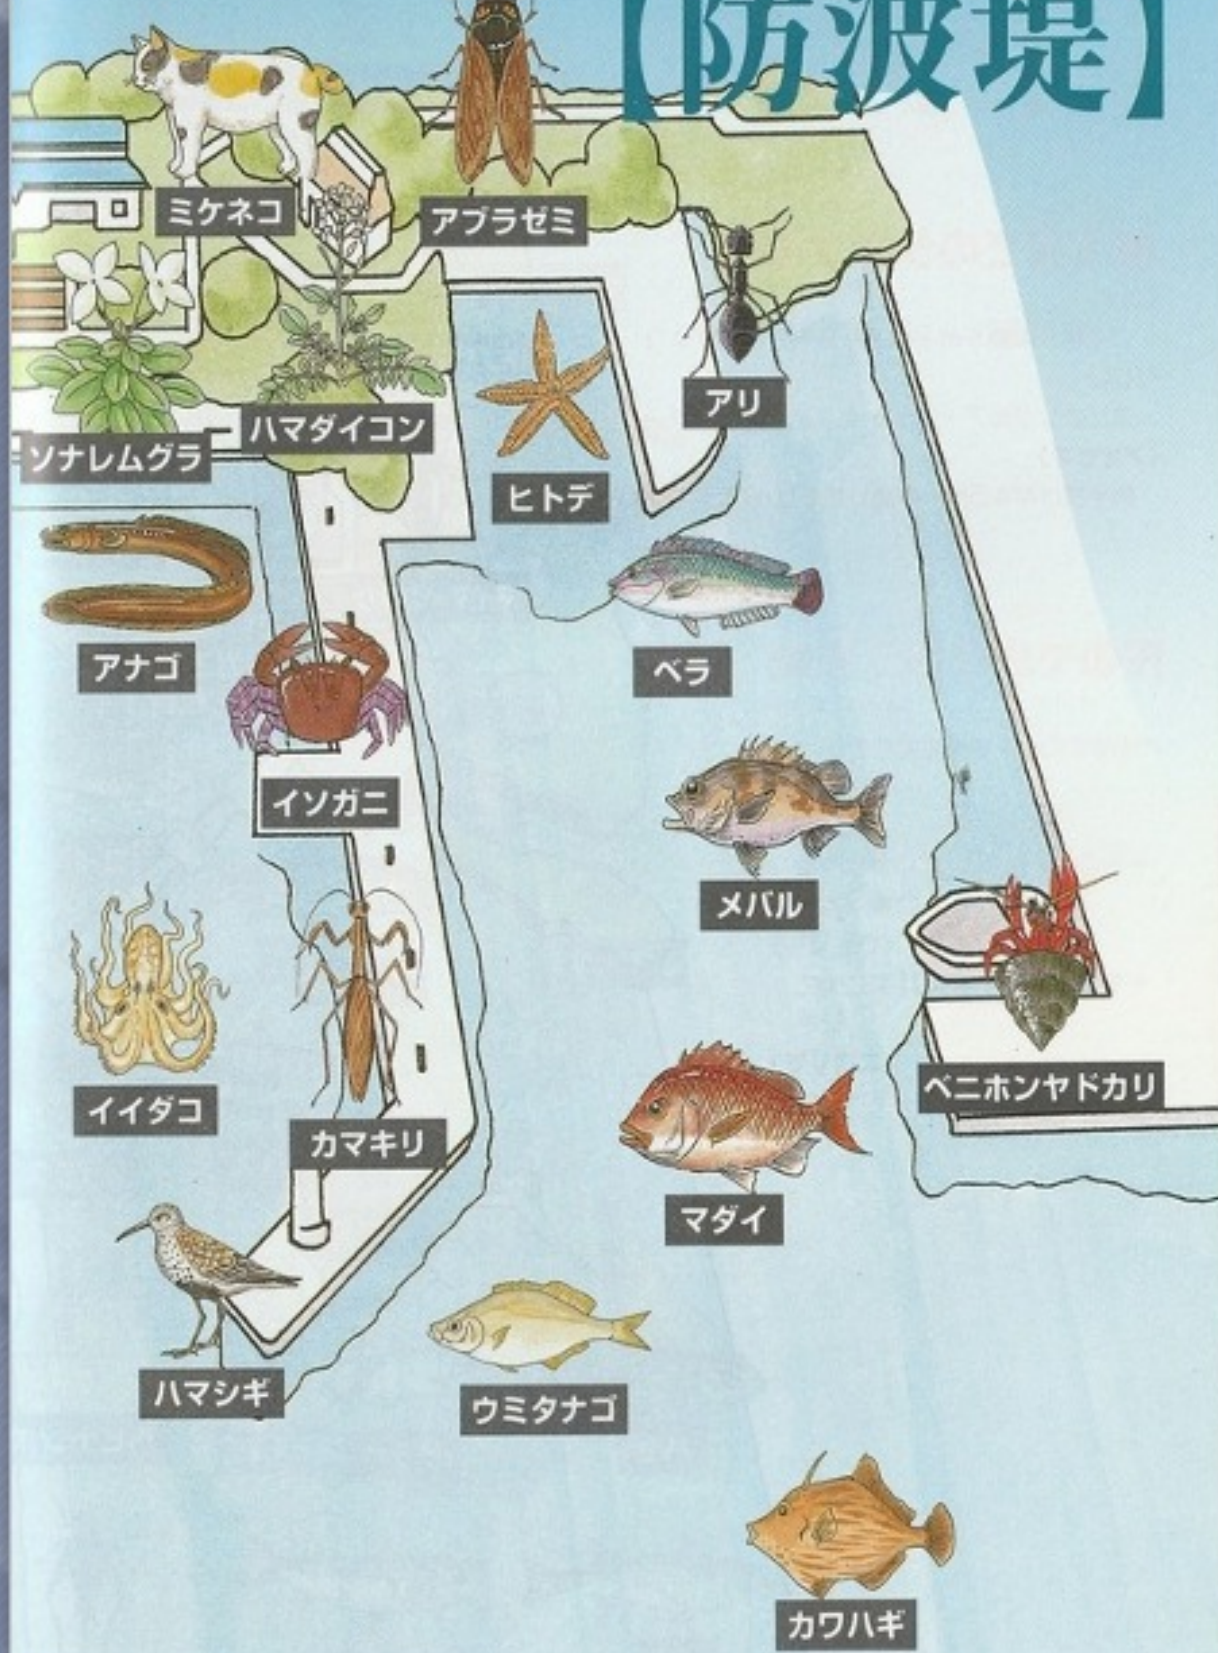 【防波堤】
ミケネコ
アブラゼミ
アリ
ハマダイコン
ソナレムグラ
ヒトデ
アナゴ
ベラ
イソガニ
メバル
イイダコ
カマキリ
ベニホンヤドカリ
マダイ
ハマシギ
ウミタナゴ
カワハギ